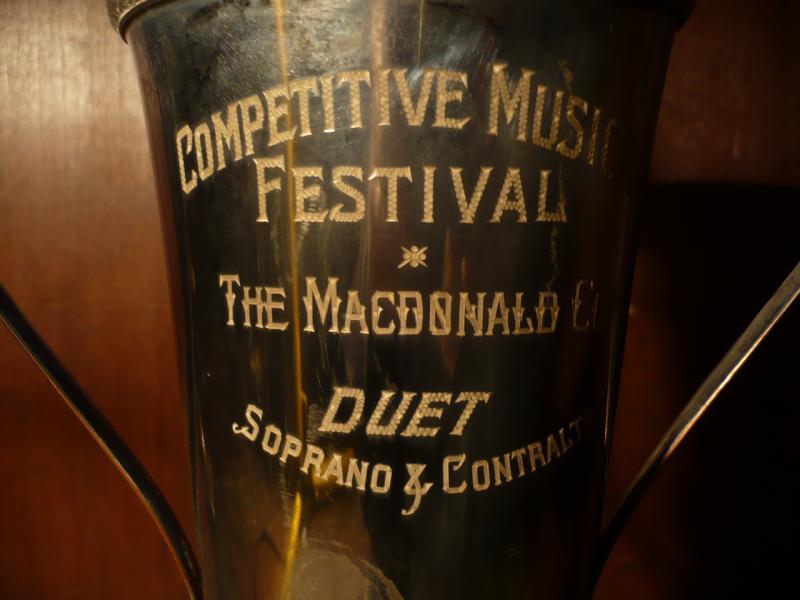 COMPETITIVE MUSIC
FESTIVAL
THE MACDONALD
DUET
SOPRANO & CONTRALT